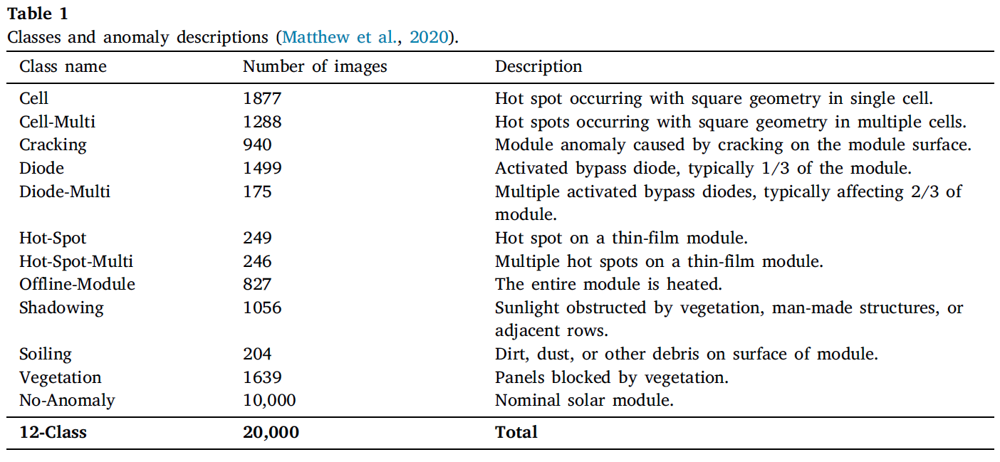 Table 1
Classes and anomaly descriptions (Matthew et al., 2020).
Class name Number of images Description
Cell 1877 Hot spot occurring with square geometry in single cell.
Cell-Multi 1288 Hot spots occurring with square geometry in multiple cells.
Cracking 940 Module anomaly caused by cracking on the module surface.
Diode 1499 Activated bypass diode, typically 1/3 of the module.
Diode-Multi 175 Multiple activated bypass diodes, typically affecting 2/3 of
module.
Hot-Spot 249 Hot spot on a thin-film module.
Hot-Spot-Multi 246 Multiple hot spots on a thin-film module.
Offline-Module 827 The entire module is heated.
Shadowing 1056 Sunlight obstructed by vegetation, man-made structures, or
adjacent rows.
Soiling 204 Dirt, dust, or other debris on surface of module.
Vegetation 1639 Panels blocked by vegetation.
No-Anomaly 10,000 Nominal solar module.
12-Class 20,000 Total